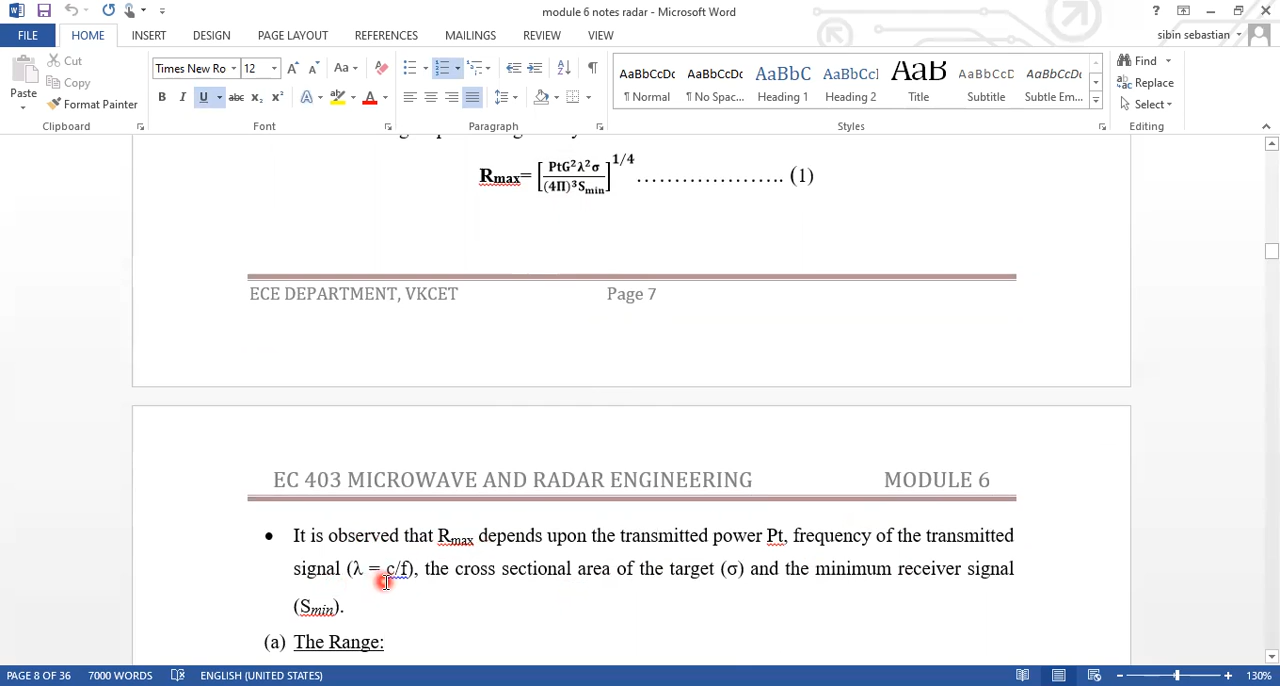 module 6 notes radar - Microsoft Word
FILE HOME INSERT DESIGN PAGE LAYOUT REFERENCES MAILINGS REVIEW VIEW sibin sebastian
Paste
Cut
Copy
Format Painter
Times New Ro 12
AaBbCcDc AaBbCcDc AaBbC AaBbCcI AaB AaBbCcD AaBbCcDt
¶ Normal ¶ No Spac... Heading 1 Heading 2 Title Subtitle Subtle Em...
Find
Replace
Select
Clipboard Font Paragraph Styles Editing
Rmax= [PtG²λ²σ/(4Π)³Smin]^1/4 ……………….. (1)
ECE DEPARTMENT, VKCET Page 7
EC 403 MICROWAVE AND RADAR ENGINEERING MODULE 6
• It is observed that Rmax depends upon the transmitted power Pt, frequency of the transmitted
signal (λ = c/f), the cross sectional area of the target (σ) and the minimum receiver signal
(Smin).
(a) The Range:
PAGE 8 OF 36 7000 WORDS ENGLISH (UNITED STATES) 130%